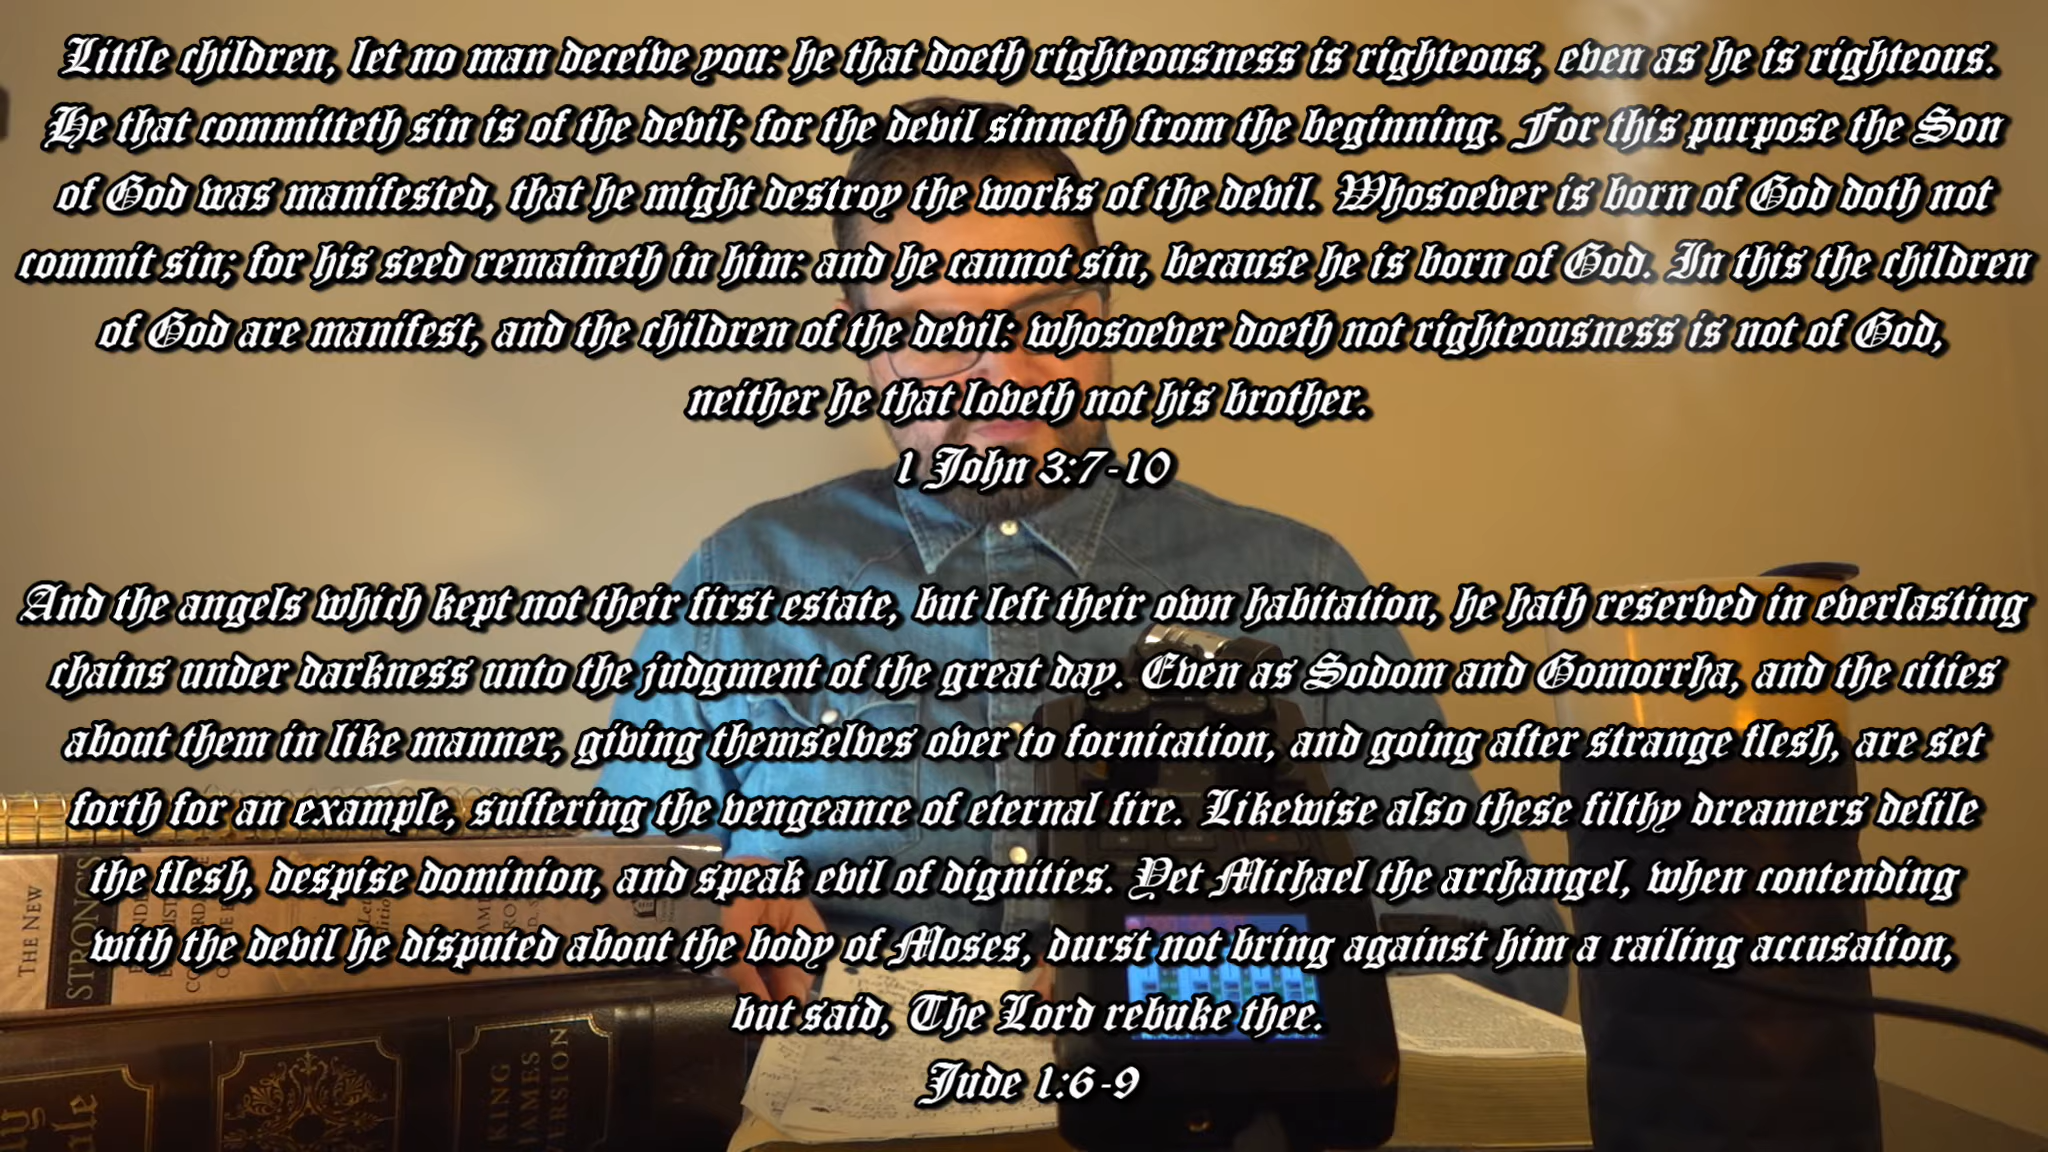 Little children, let no man deceive you: he that doeth righteousness is righteous, even as he is righteous.
He that committeth sin is of the devil; for the devil sinneth from the beginning. For this purpose the Son
of God was manifested, that he might destroy the works of the devil. Whosoever is born of God doth not
commit sin; for his seed remaineth in him: and he cannot sin, because he is born of God. In this the children
of God are manifest, and the children of the devil: whosoever doeth not righteousness is not of God,
neither he that loveth not his brother.
1 John 3:7-10
And the angels which kept not their first estate, but left their own habitation, he hath reserved in everlasting
chains under darkness unto the judgment of the great day. Even as Sodom and Gomorrha, and the cities
about them in like manner, giving themselves over to fornication, and going after strange flesh, are set
forth for an example, suffering the vengeance of eternal fire. Likewise also these filthy dreamers defile
the flesh, despise dominion, and speak evil of dignities. Yet Michael the archangel, when contending
with the devil he disputed about the body of Moses, durst not bring against him a railing accusation,
but said, The Lord rebuke thee.
Jude 1:6-9
THE NEW
STRONG'S
KING
JAMES
VERSION